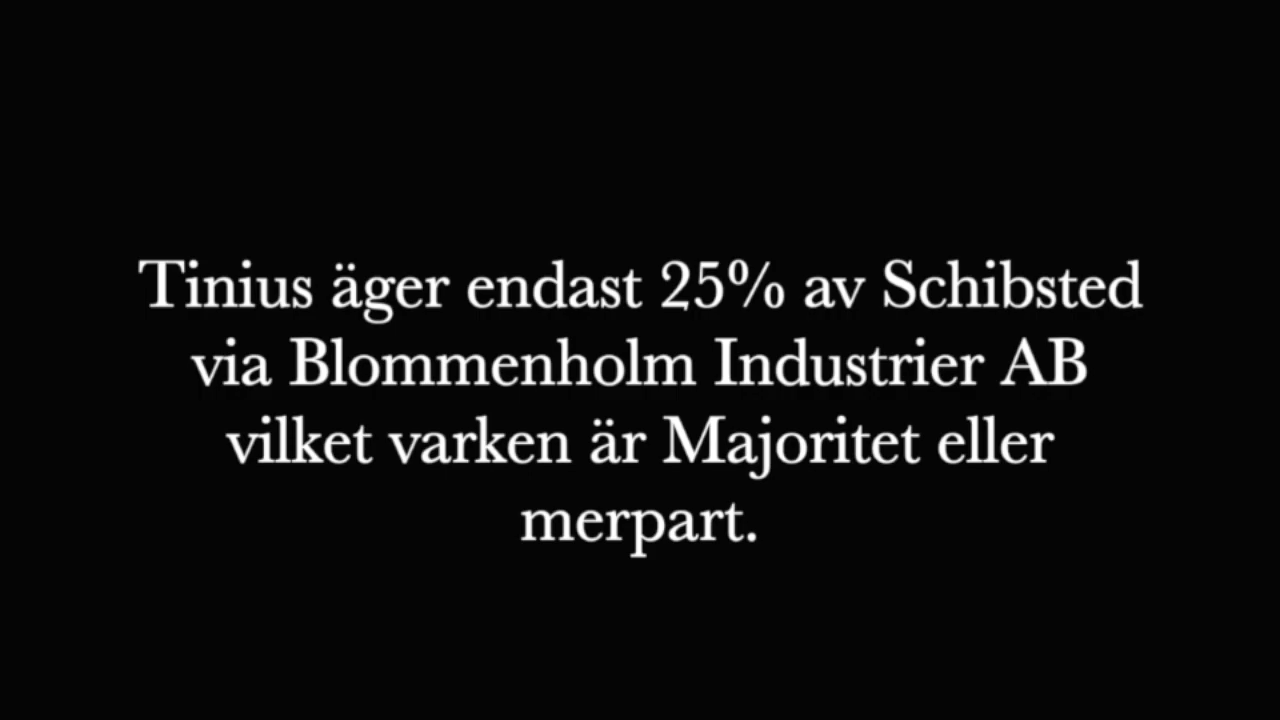 Tinius äger endast 25% av Schibsted
via Blommenholm Industrier AB
vilket varken är Majoritet eller
merpart.